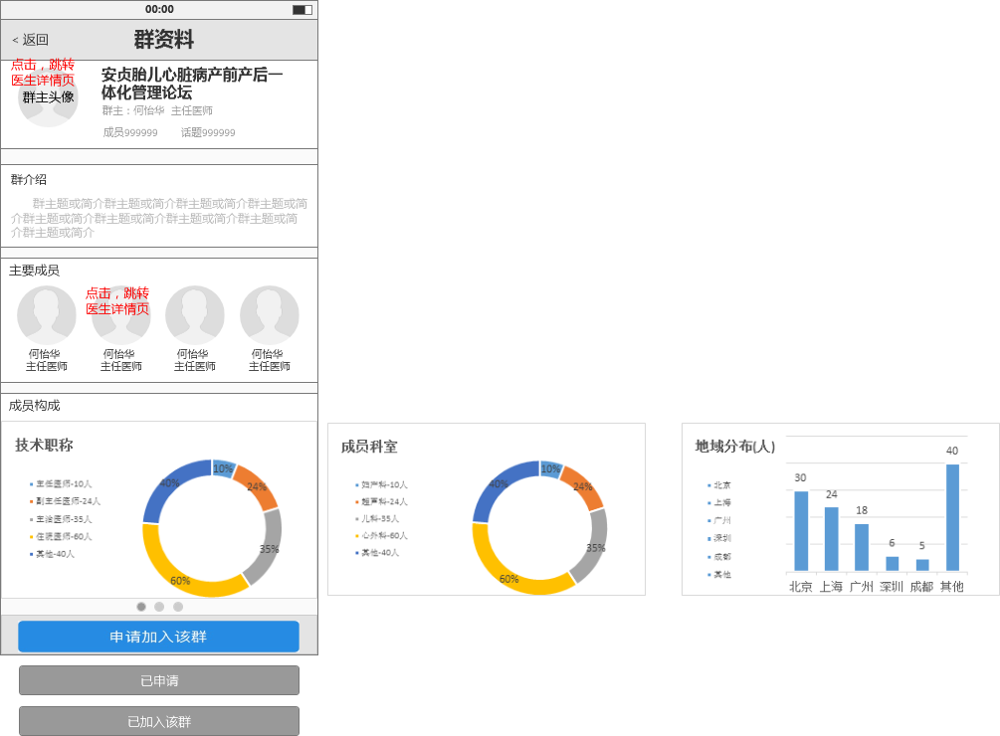 00:00
< 返回
群资料
点击，跳转
医生详情页
群主头像
安贞胎儿心脏病产前产后一
体化管理论坛
群主：何怡华 主任医师
成员999999 话题999999
群介绍
群主题或简介群主题或简介群主题或简介群主题或简
介群主题或简介群主题或简介群主题或简介群主题或简
介群主题或简介
主要成员
点击，跳转
医生详情页
何怡华 何怡华 何怡华 何怡华
主任医师 主任医师 主任医师 主任医师
成员构成
技术职称
主任医师-10人
副主任医师-24人
主治医师-35人
住院医师-60人
其他-40人
10%
24%
35%
60%
40%
申请加入该群
已申请
已加入该群
成员科室
妇产科-10人
超声科-24人
儿科-35人
心外科-60人
其他-40人
10%
24%
35%
60%
40%
地域分布(人)
北京
上海
广州
深圳
成都
其他
30
24
18
6
5
40
北京 上海 广州 深圳 成都 其他